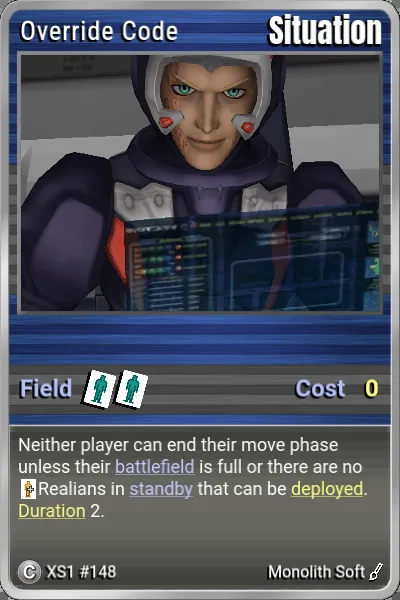 Override Code
Situation
Field
Cost 0
Neither player can end their move phase
unless their battlefield is full or there are no
Realians in standby that can be deployed.
Duration 2.
C XS1 #148
Monolith Soft